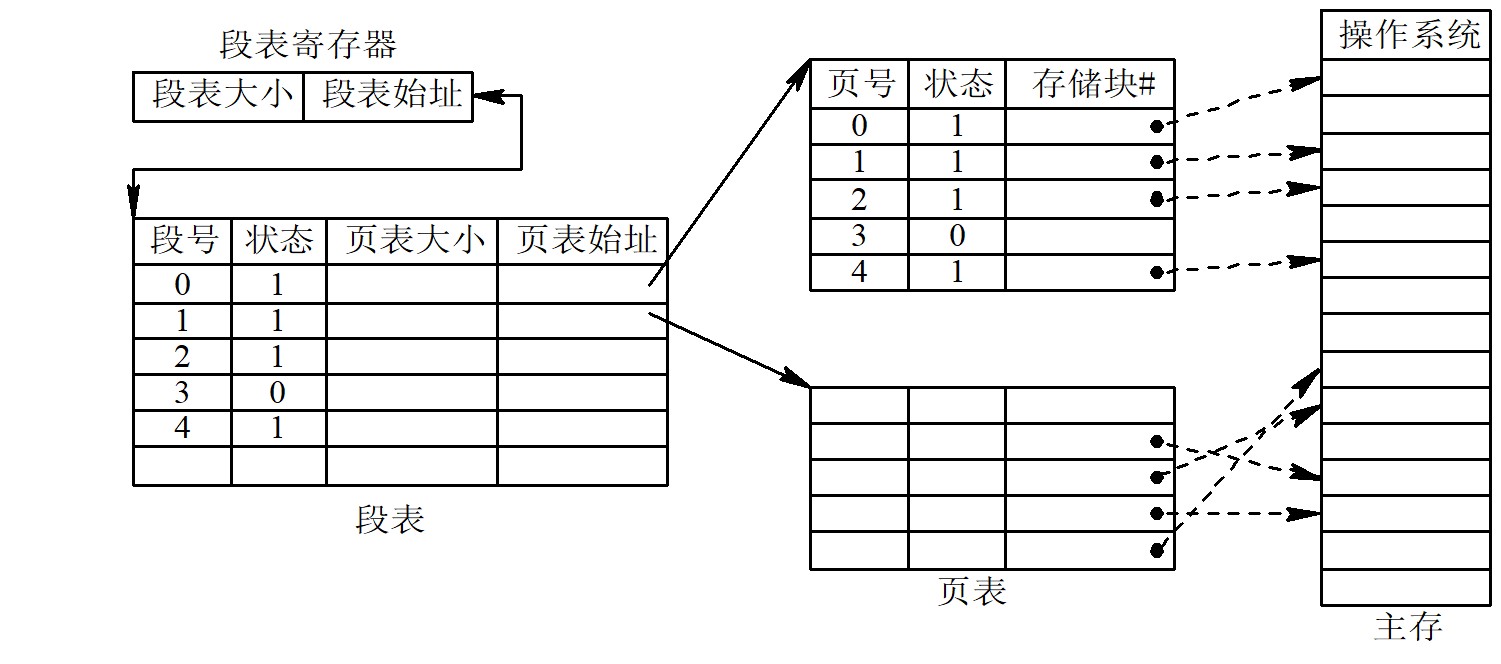 段表寄存器
段表大小 段表始址
段号 状态 页表大小 页表始址
0 1
1 1
2 1
3 0
4 1
段表
页号 状态 存储块#
0 1
1 1
2 1
3 0
4 1
页表
操作系统
主存